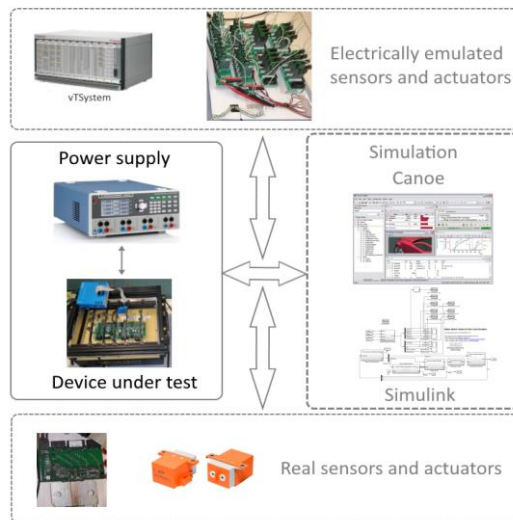 Electrically emulated
sensors and actuators
vTSystem
Power supply
Device under test
Simulation
Canoe
Simulink
Real sensors and actuators